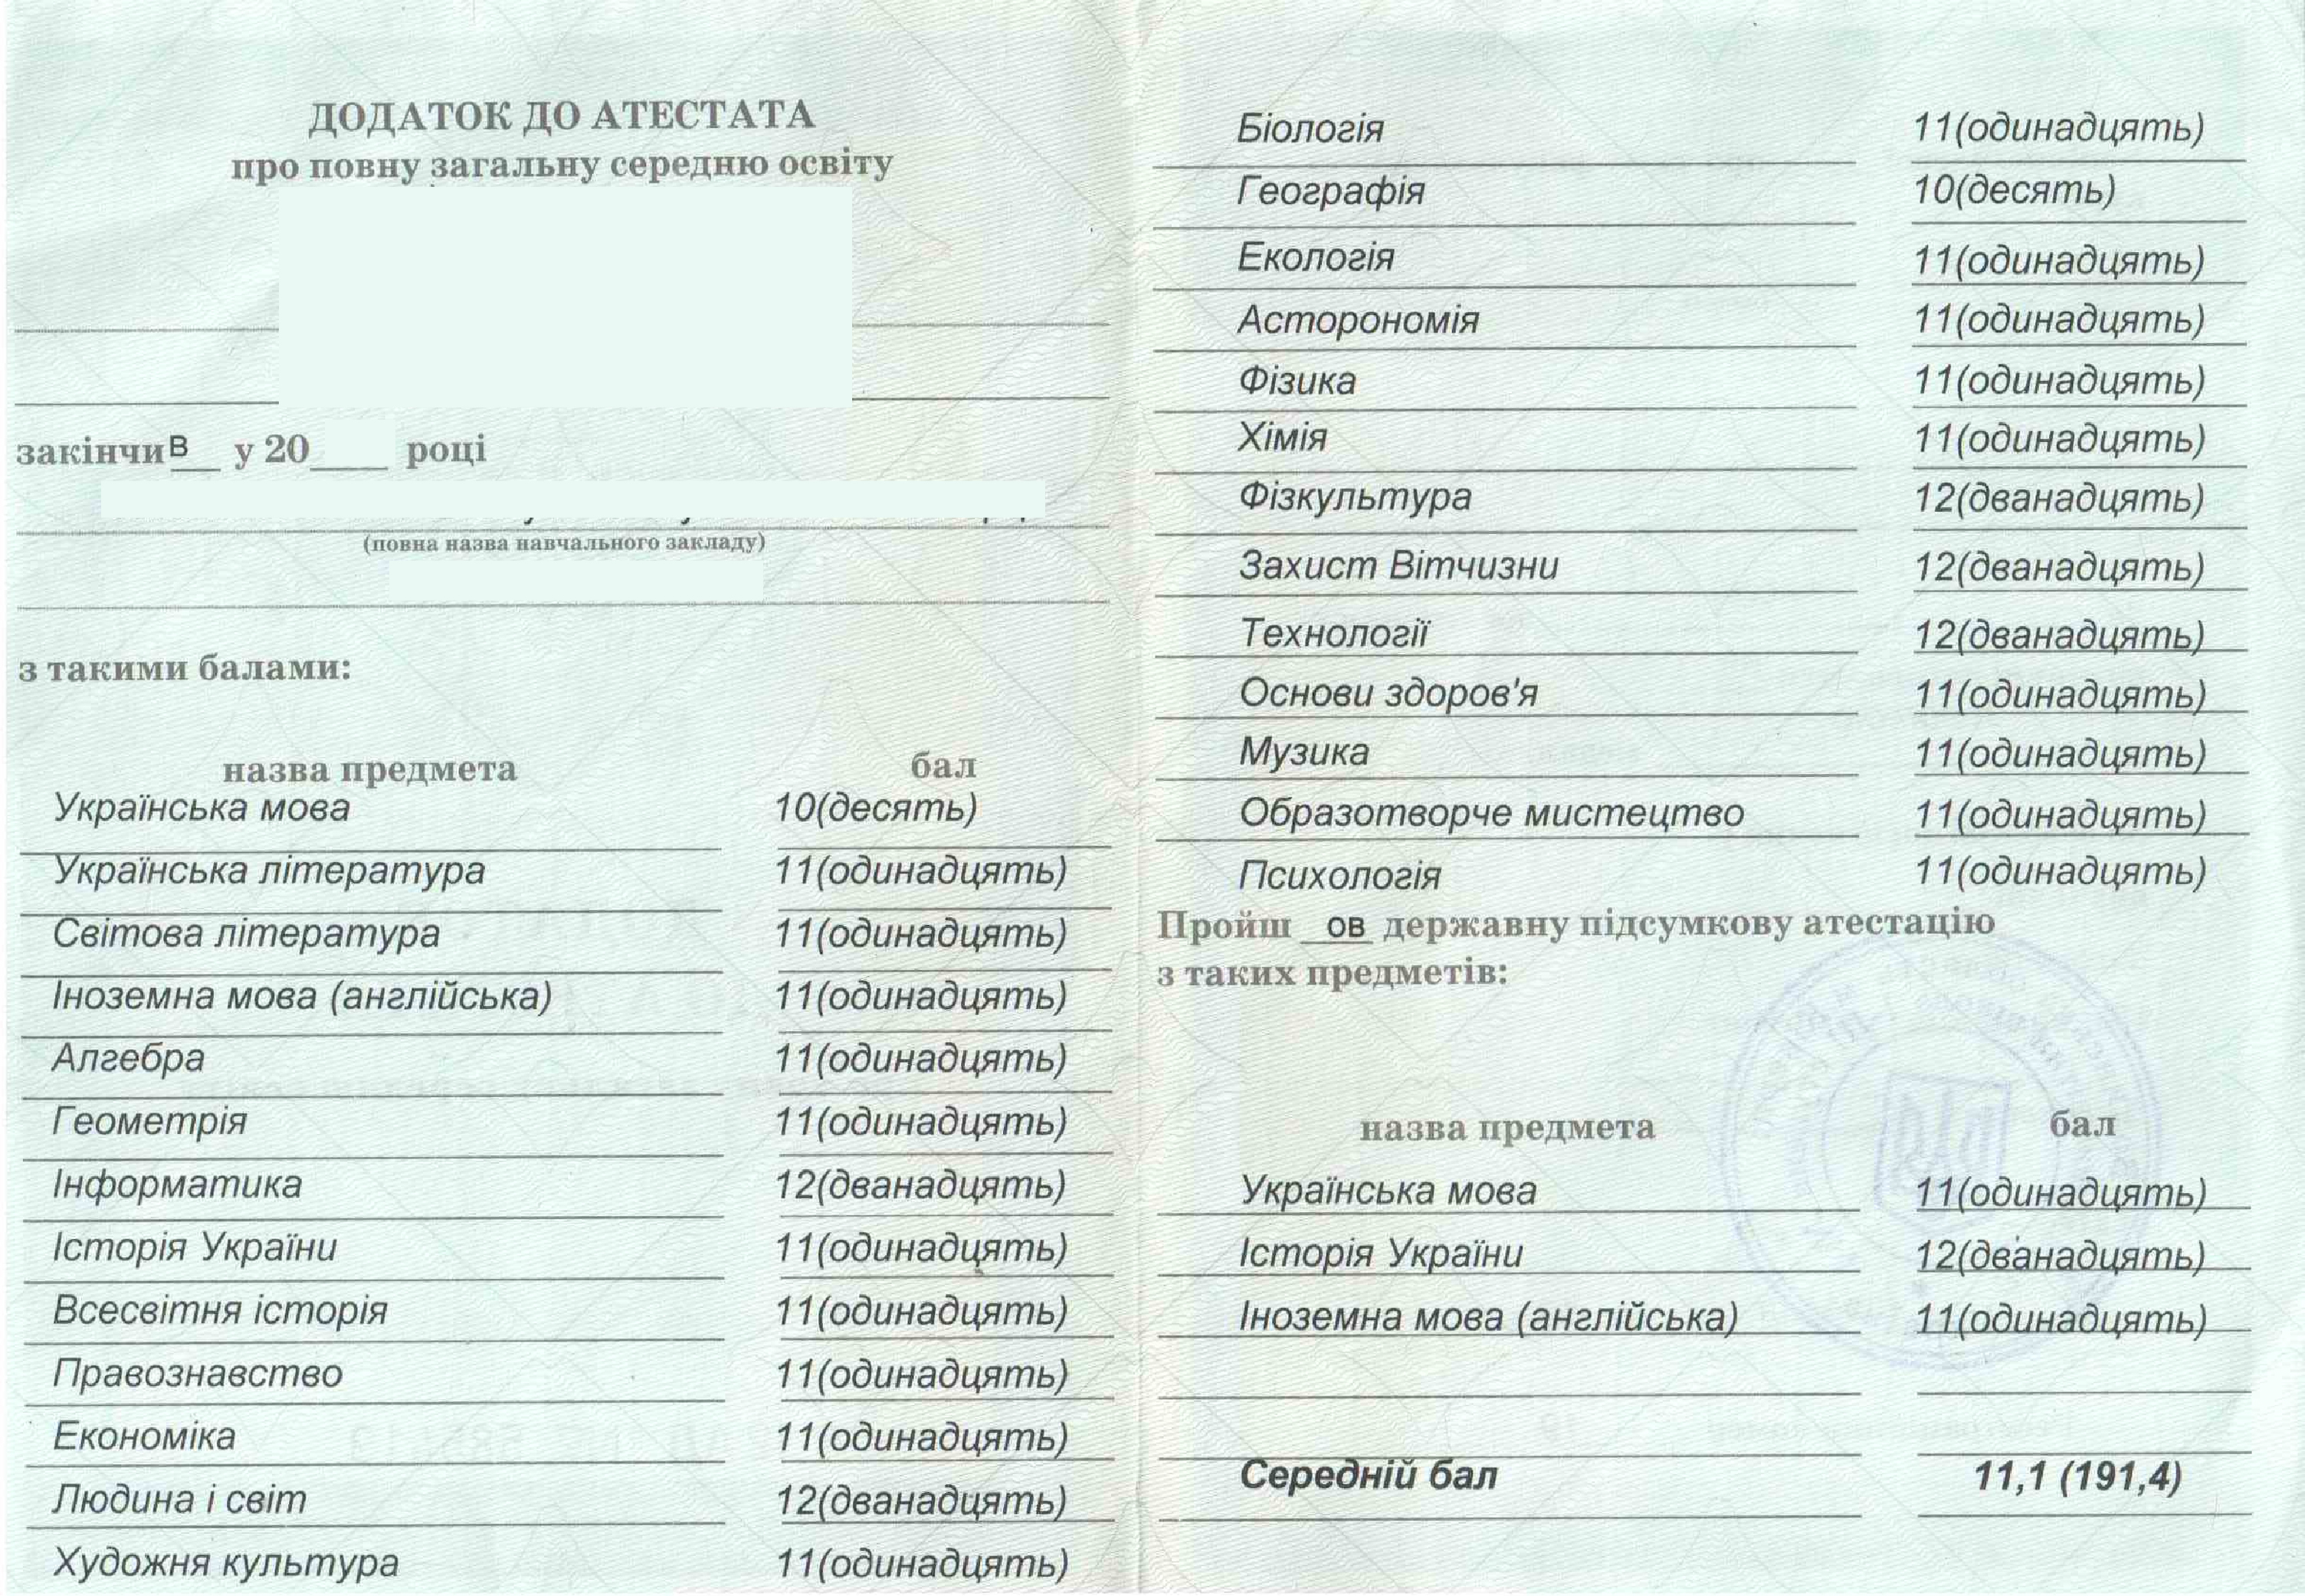 ДОДАТОК ДО АТЕСТАТА
про повну загальну середню освіту
закінчив у 20 році
(повна назва навчального закладу)
з такими балами:
назва предмета бал
Українська мова 10(десять)
Українська література 11(одинадцять)
Світова література 11(одинадцять)
Іноземна мова (англійська) 11(одинадцять)
Алгебра 11(одинадцять)
Геометрія 11(одинадцять)
Інформатика 12(дванадцять)
Історія України 11(одинадцять)
Всесвітня історія 11(одинадцять)
Правознавство 11(одинадцять)
Економіка 11(одинадцять)
Людина і світ 12(дванадцять)
Художня культура 11(одинадцять)
Біологія 11(одинадцять)
Географія 10(десять)
Екологія 11(одинадцять)
Асторономія 11(одинадцять)
Фізика 11(одинадцять)
Хімія 11(одинадцять)
Фізкультура 12(дванадцять)
Захист Вітчизни 12(дванадцять)
Технології 12(дванадцять)
Основи здоров'я 11(одинадцять)
Музика 11(одинадцять)
Образотворче мистецтво 11(одинадцять)
Психологія 11(одинадцять)
Пройш ов державну підсумкову атестацію
з таких предметів:
назва предмета бал
Українська мова 11(одинадцять)
Історія України 12(дванадцять)
Іноземна мова (англійська) 11(одинадцять)
Середній бал 11,1 (191,4)